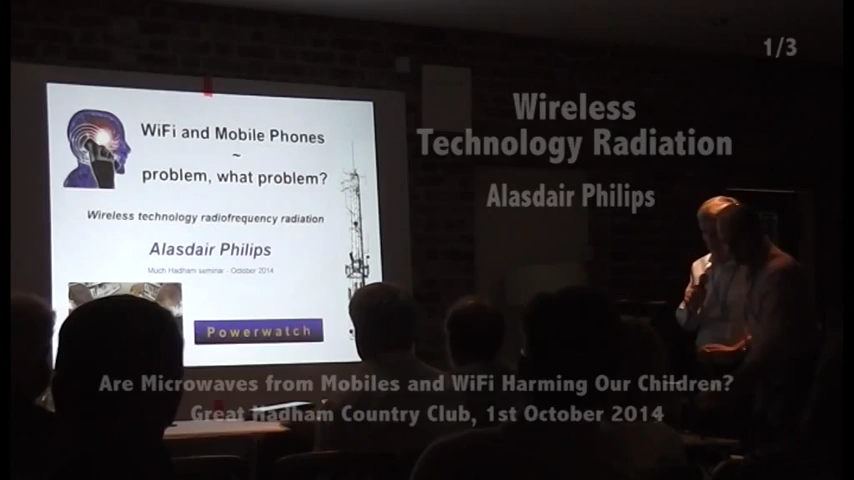 1/3
Wireless
Technology Radiation
Alasdair Philips
WiFi and Mobile Phones
~
problem, what problem?
Wireless technology radiofrequency radiation
Alasdair Philips
Much Hadham seminar - October 2014
Powerwatch
Are Microwaves from Mobiles and WiFi Harming Our Children?
Great Hadham Country Club, 1st October 2014